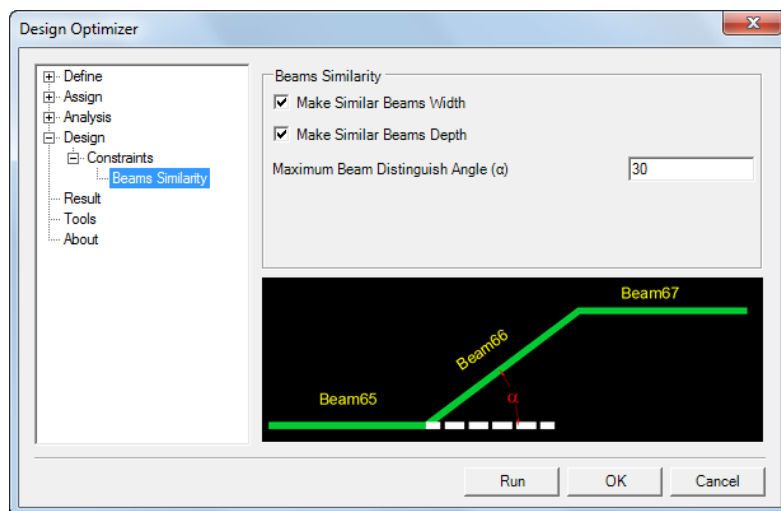 Design Optimizer
Define
Assign
Analysis
Design
Constraints
Beams Similarity
Result
Tools
About
Beams Similarity
Make Similar Beams Width
Make Similar Beams Depth
Maximum Beam Distinguish Angle (α) 30
Beam67
Beam66
Beam65
α
Run OK Cancel